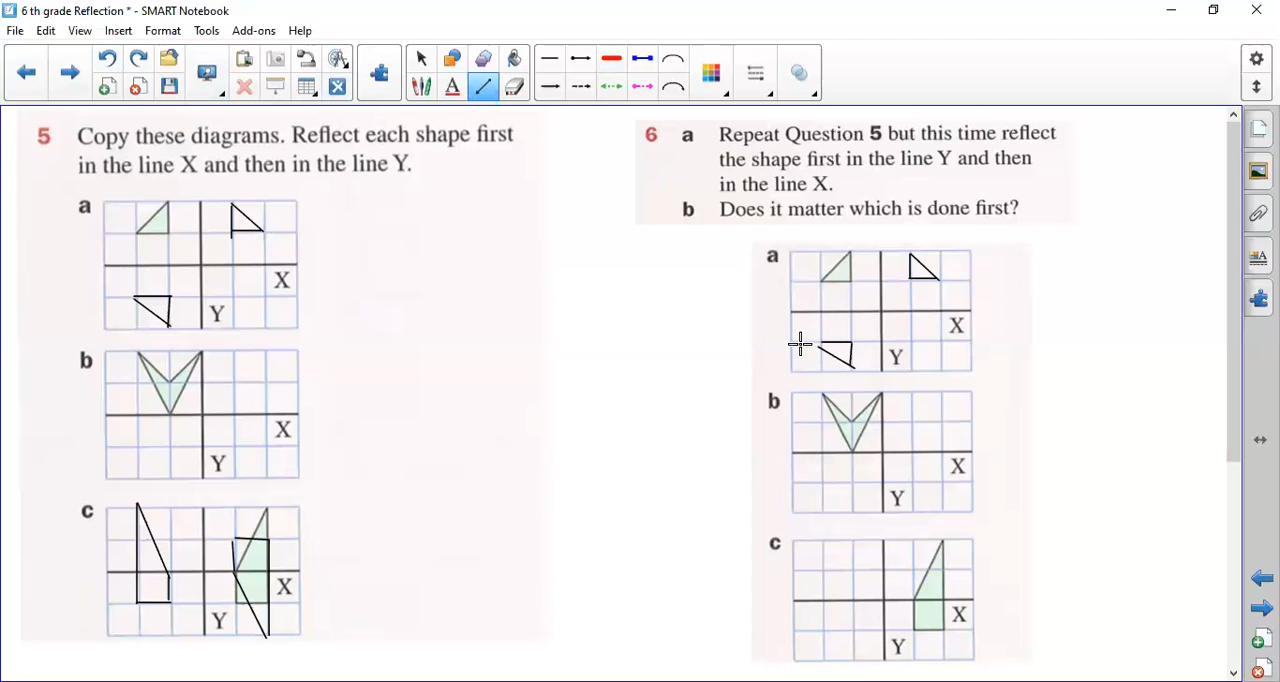 6 th grade Reflection * - SMART Notebook
File Edit View Insert Format Tools Add-ons Help
5 Copy these diagrams. Reflect each shape first
in the line X and then in the line Y.
a
X
Y
b
X
Y
c
X
Y
6 a Repeat Question 5 but this time reflect
the shape first in the line Y and then
in the line X.
b Does it matter which is done first?
a
X
Y
b
X
Y
c
X
Y